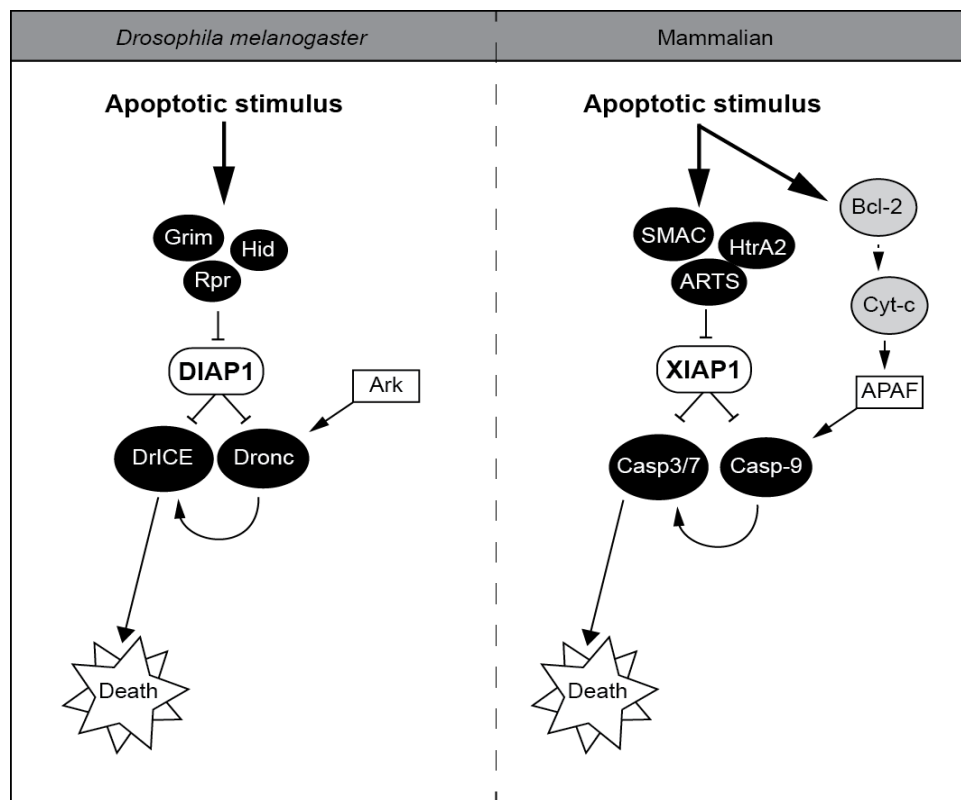 Drosophila melanogaster
Mammalian
Apoptotic stimulus
Grim
Hid
Rpr
DIAP1
Ark
DrICE
Dronc
Death
Apoptotic stimulus
Bcl-2
SMAC
HtrA2
ARTS
Cyt-c
XIAP1
APAF
Casp3/7
Casp-9
Death